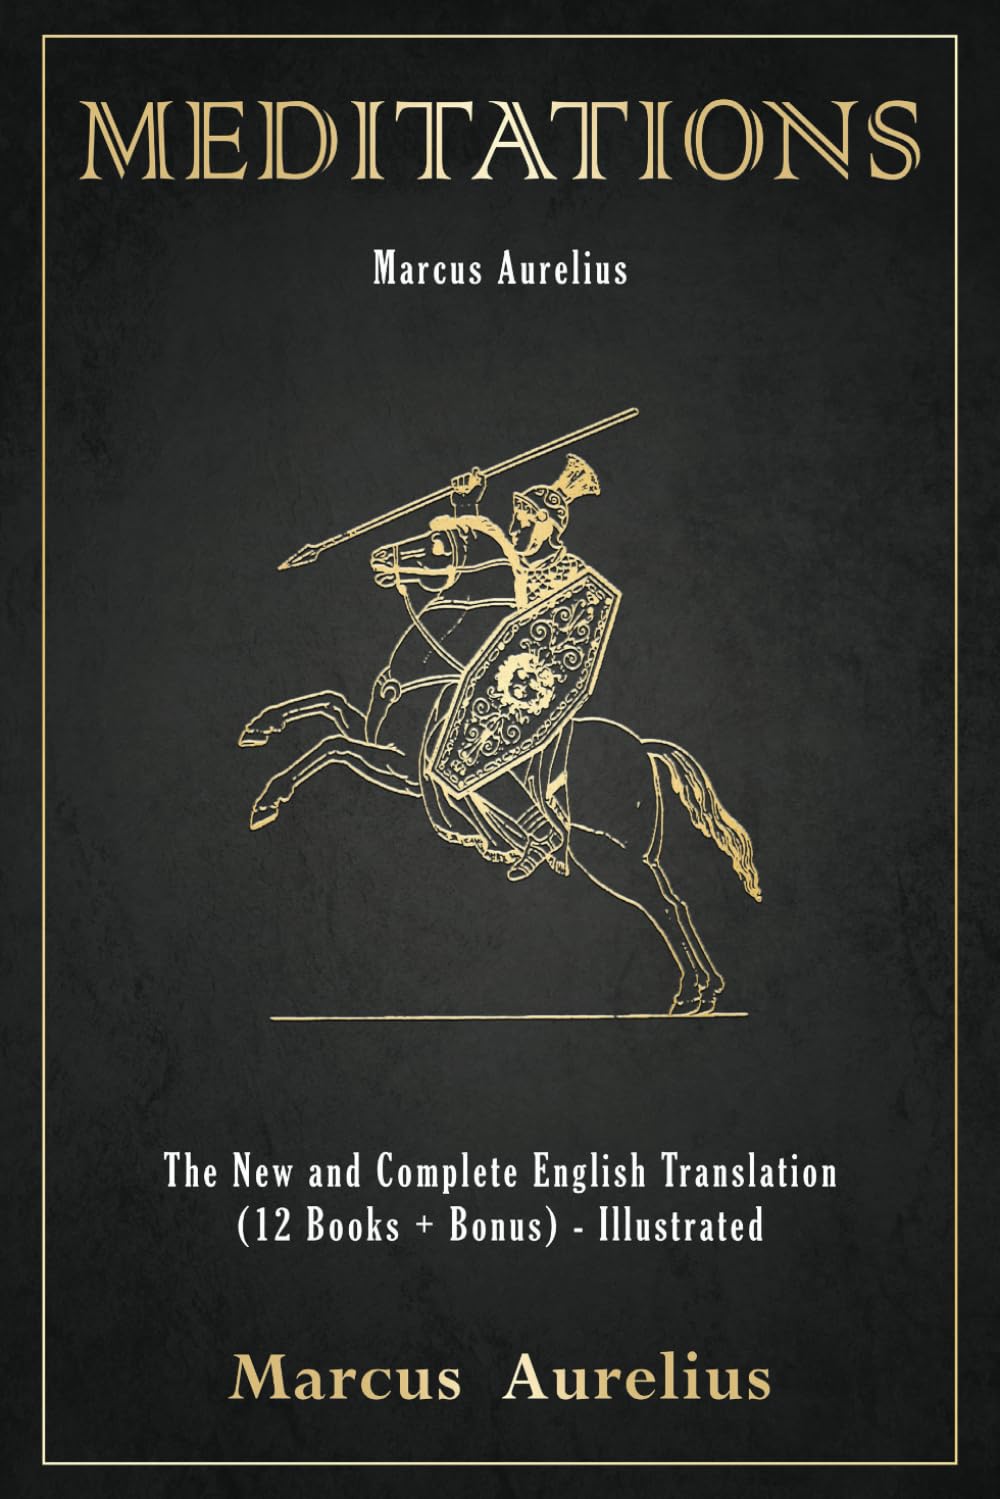 MEDITATIONS
Marcus Aurelius
The New and Complete English Translation
(12 Books + Bonus) - Illustrated
Marcus Aurelius